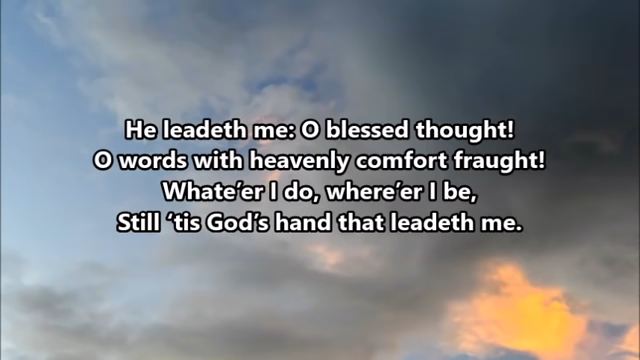 He leadeth me: O blessed thought!
O words with heavenly comfort fraught!
Whate’er I do, where’er I be,
Still ‘tis God’s hand that leadeth me.